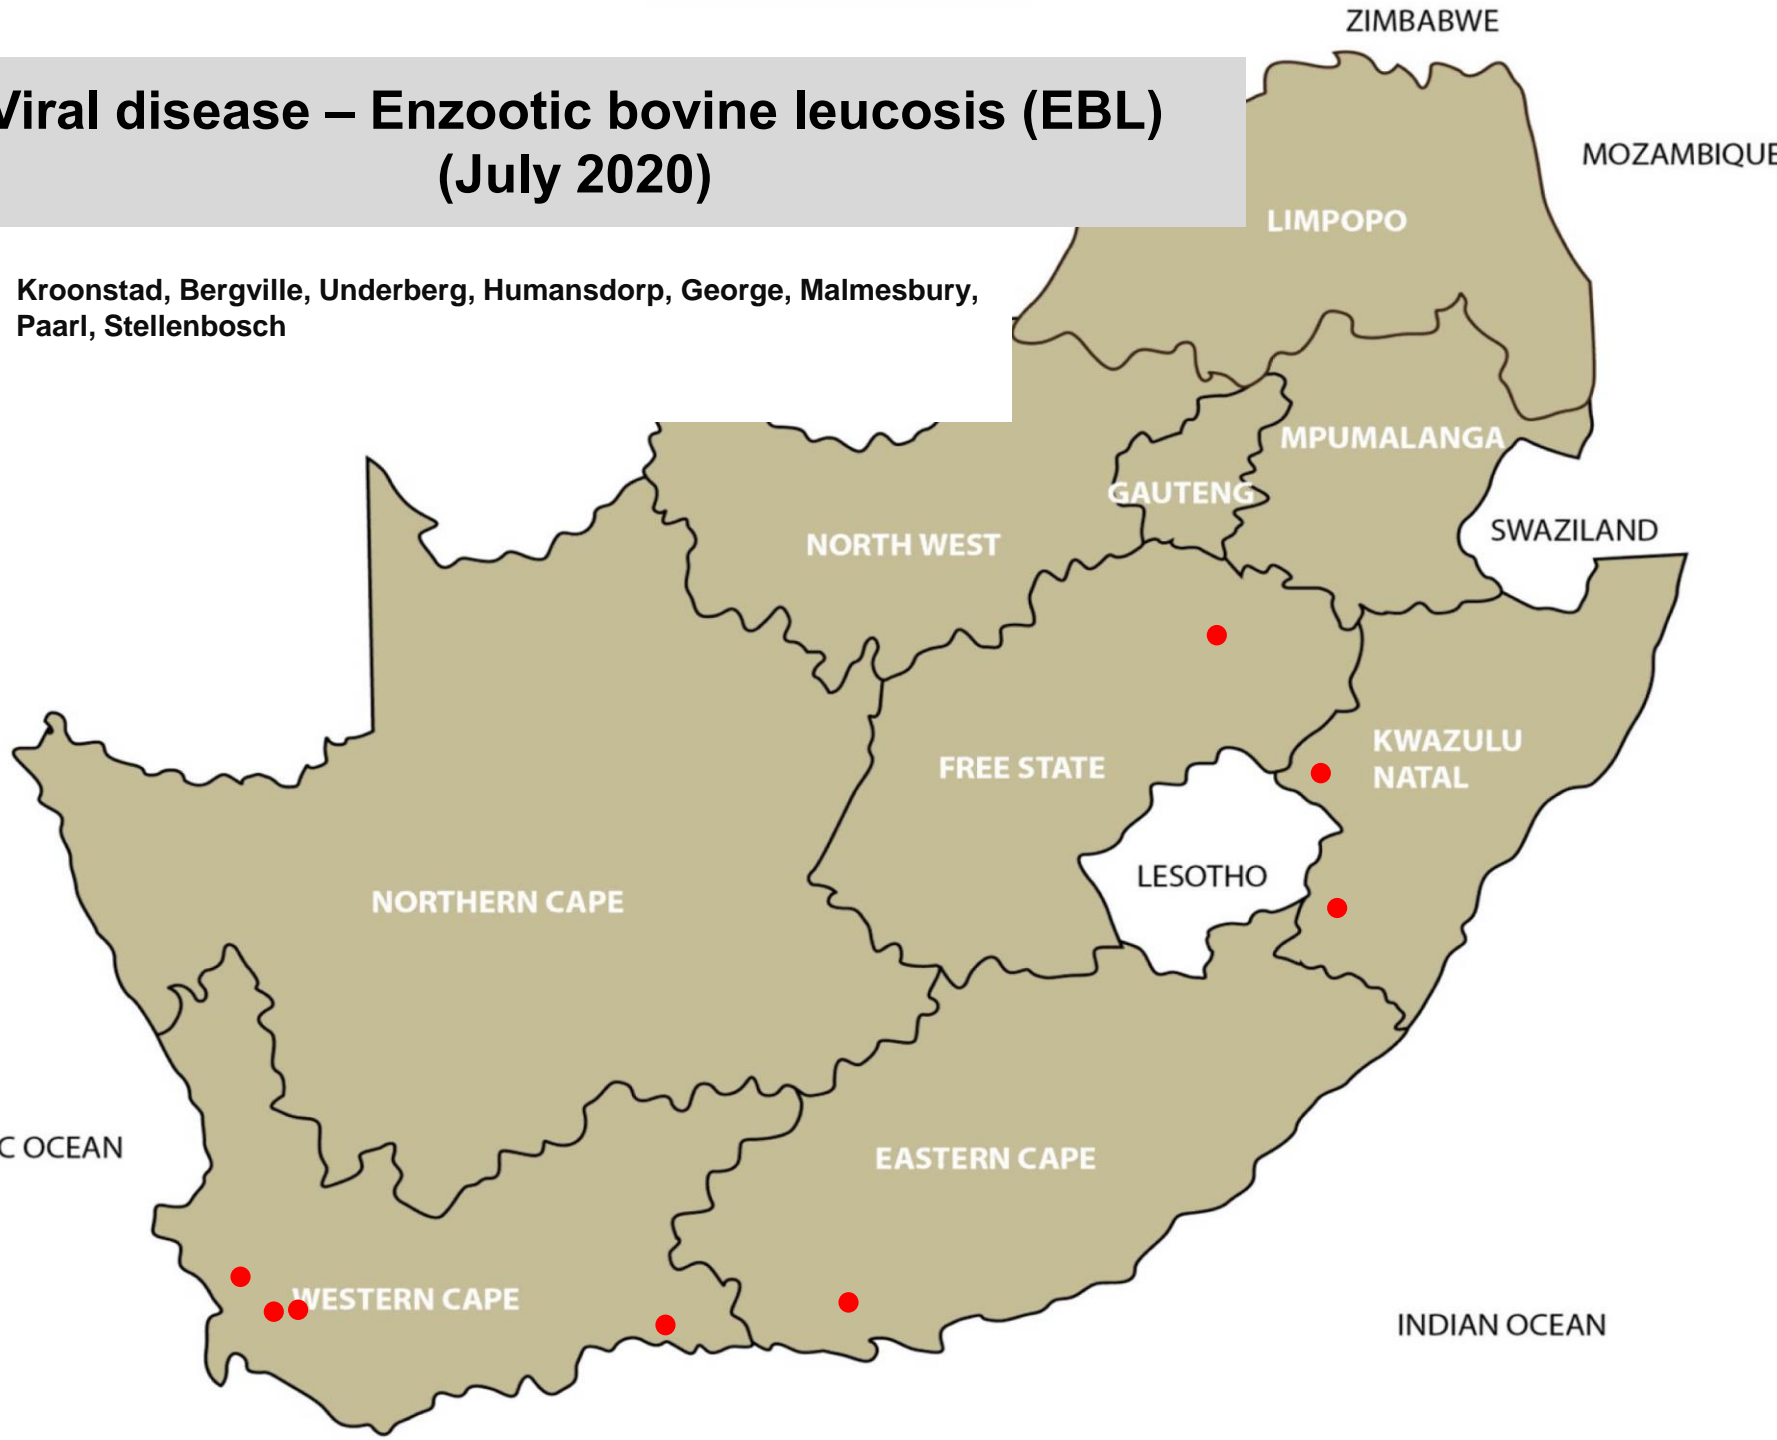 ZIMBABWE
Viral disease – Enzootic bovine leucosis (EBL)
(July 2020)
MOZAMBIQUE
LIMPOPO
Kroonstad, Bergville, Underberg, Humansdorp, George, Malmesbury,
Paarl, Stellenbosch
MPUMALANGA
GAUTENG
SWAZILAND
NORTH WEST
KWAZULU
NATAL
FREE STATE
LESOTHO
NORTHERN CAPE
C OCEAN
EASTERN CAPE
WESTERN CAPE
INDIAN OCEAN